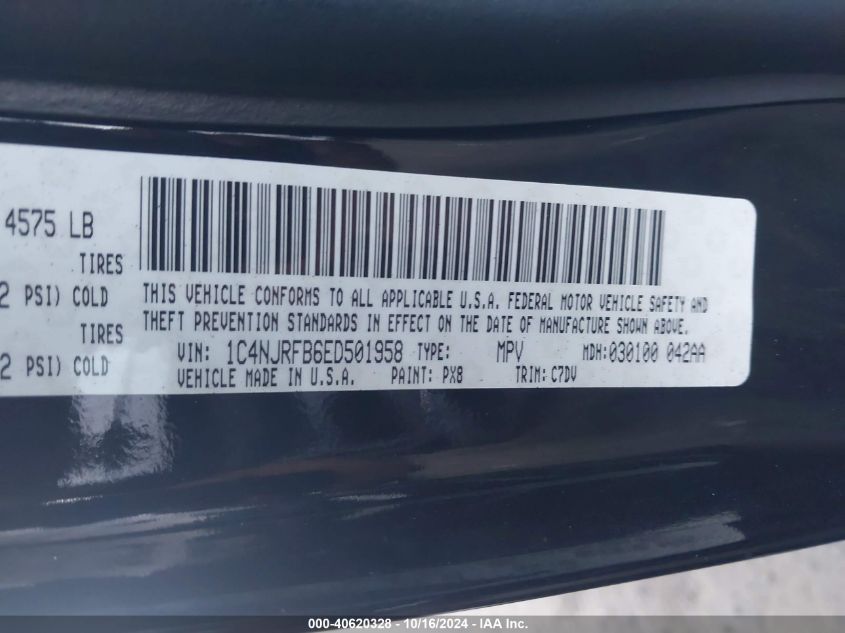 4575 LB
TIRES
2 PSI) COLD
TIRES
2 PSI) COLD
THIS VEHICLE CONFORMS TO ALL APPLICABLE U.S.A. FEDERAL MOTOR VEHICLE SAFETY AND
THEFT PREVENTION STANDARDS IN EFFECT ON THE DATE OF MANUFACTURE SHOWN ABOVE.
VIN: 1C4NJRFB6ED501958 TYPE: MPV MDH:030100 042AA
VEHICLE MADE IN U.S.A. PAINT: PX8 TRIM: C7DV
000-40620328 - 10/16/2024 - IAA Inc.